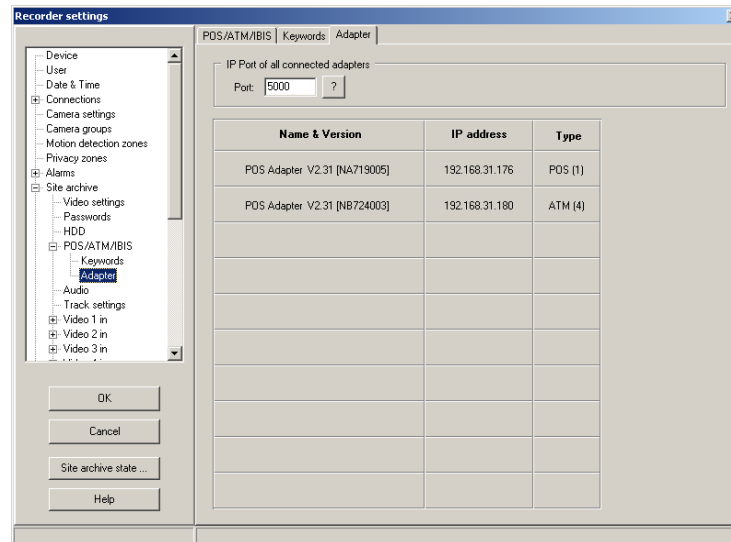 Recorder settings
Device
User
Date & Time
Connections
Camera settings
Camera groups
Motion detection zones
Privacy zones
Alarms
Site archive
Video settings
Passwords
HDD
POS/ATM/IBIS
Keywords
Adapter
Audio
Track settings
Video 1 in
Video 2 in
Video 3 in
OK
Cancel
Site archive state ...
Help
POS/ATM/IBIS Keywords Adapter
IP Port of all connected adapters
Port: 5000 ?
Name & Version IP address Type
POS Adapter V2.31 [NA719005] 192.168.31.176 POS (1)
POS Adapter V2.31 [NB724003] 192.168.31.180 ATM (4)